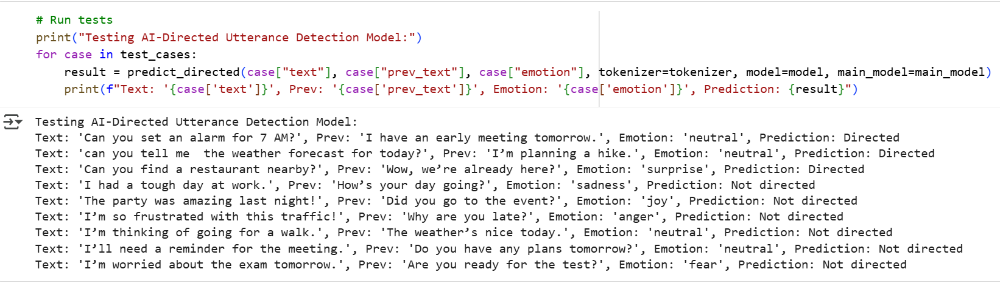 # Run tests
print("Testing AI-Directed Utterance Detection Model:")
for case in test_cases:
    result = predict_directed(case["text"], case["prev_text"], case["emotion"], tokenizer=tokenizer, model=model, main_model=main_model)
    print(f"Text: '{case['text']}', Prev: '{case['prev_text']}', Emotion: '{case['emotion']}', Prediction: {result}")
Testing AI-Directed Utterance Detection Model:
Text: 'Can you set an alarm for 7 AM?', Prev: 'I have an early meeting tomorrow.', Emotion: 'neutral', Prediction: Directed
Text: 'can you tell me  the weather forecast for today?', Prev: 'I’m planning a hike.', Emotion: 'neutral', Prediction: Directed
Text: 'Can you find a restaurant nearby?', Prev: 'Wow, we’re already here?', Emotion: 'surprise', Prediction: Directed
Text: 'I had a tough day at work.', Prev: 'How’s your day going?', Emotion: 'sadness', Prediction: Not directed
Text: 'The party was amazing last night!', Prev: 'Did you go to the event?', Emotion: 'joy', Prediction: Not directed
Text: 'I’m so frustrated with this traffic!', Prev: 'Why are you late?', Emotion: 'anger', Prediction: Not directed
Text: 'I’m thinking of going for a walk.', Prev: 'The weather’s nice today.', Emotion: 'neutral', Prediction: Not directed
Text: 'I’ll need a reminder for the meeting.', Prev: 'Do you have any plans tomorrow?', Emotion: 'neutral', Prediction: Not directed
Text: 'I’m worried about the exam tomorrow.', Prev: 'Are you ready for the test?', Emotion: 'fear', Prediction: Not directed